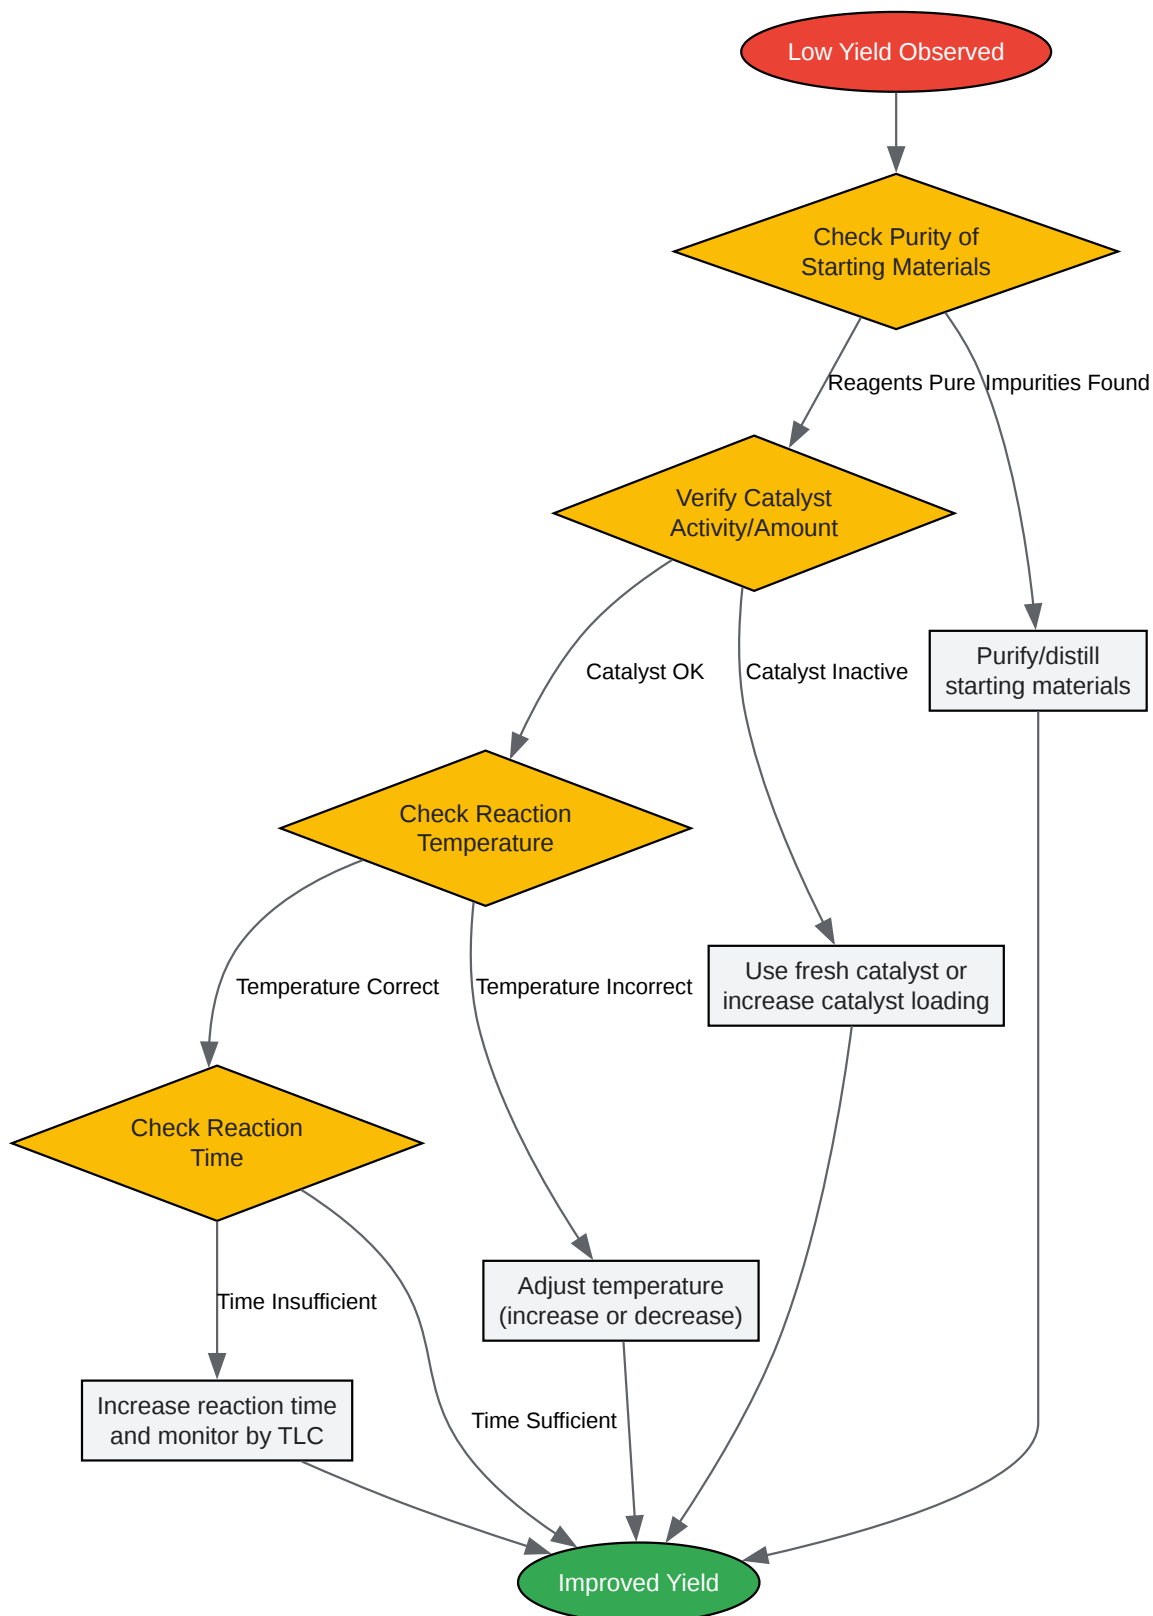 Low Yield Observed
Check Purity of
Starting Materials
Reagents Pure
Impurities Found
Verify Catalyst
Activity/Amount
Catalyst OK
Catalyst Inactive
Purify/distill
starting materials
Check Reaction
Temperature
Temperature Correct
Temperature Incorrect
Use fresh catalyst or
increase catalyst loading
Check Reaction
Time
Time Insufficient
Adjust temperature
(increase or decrease)
Increase reaction time
and monitor by TLC
Time Sufficient
Improved Yield